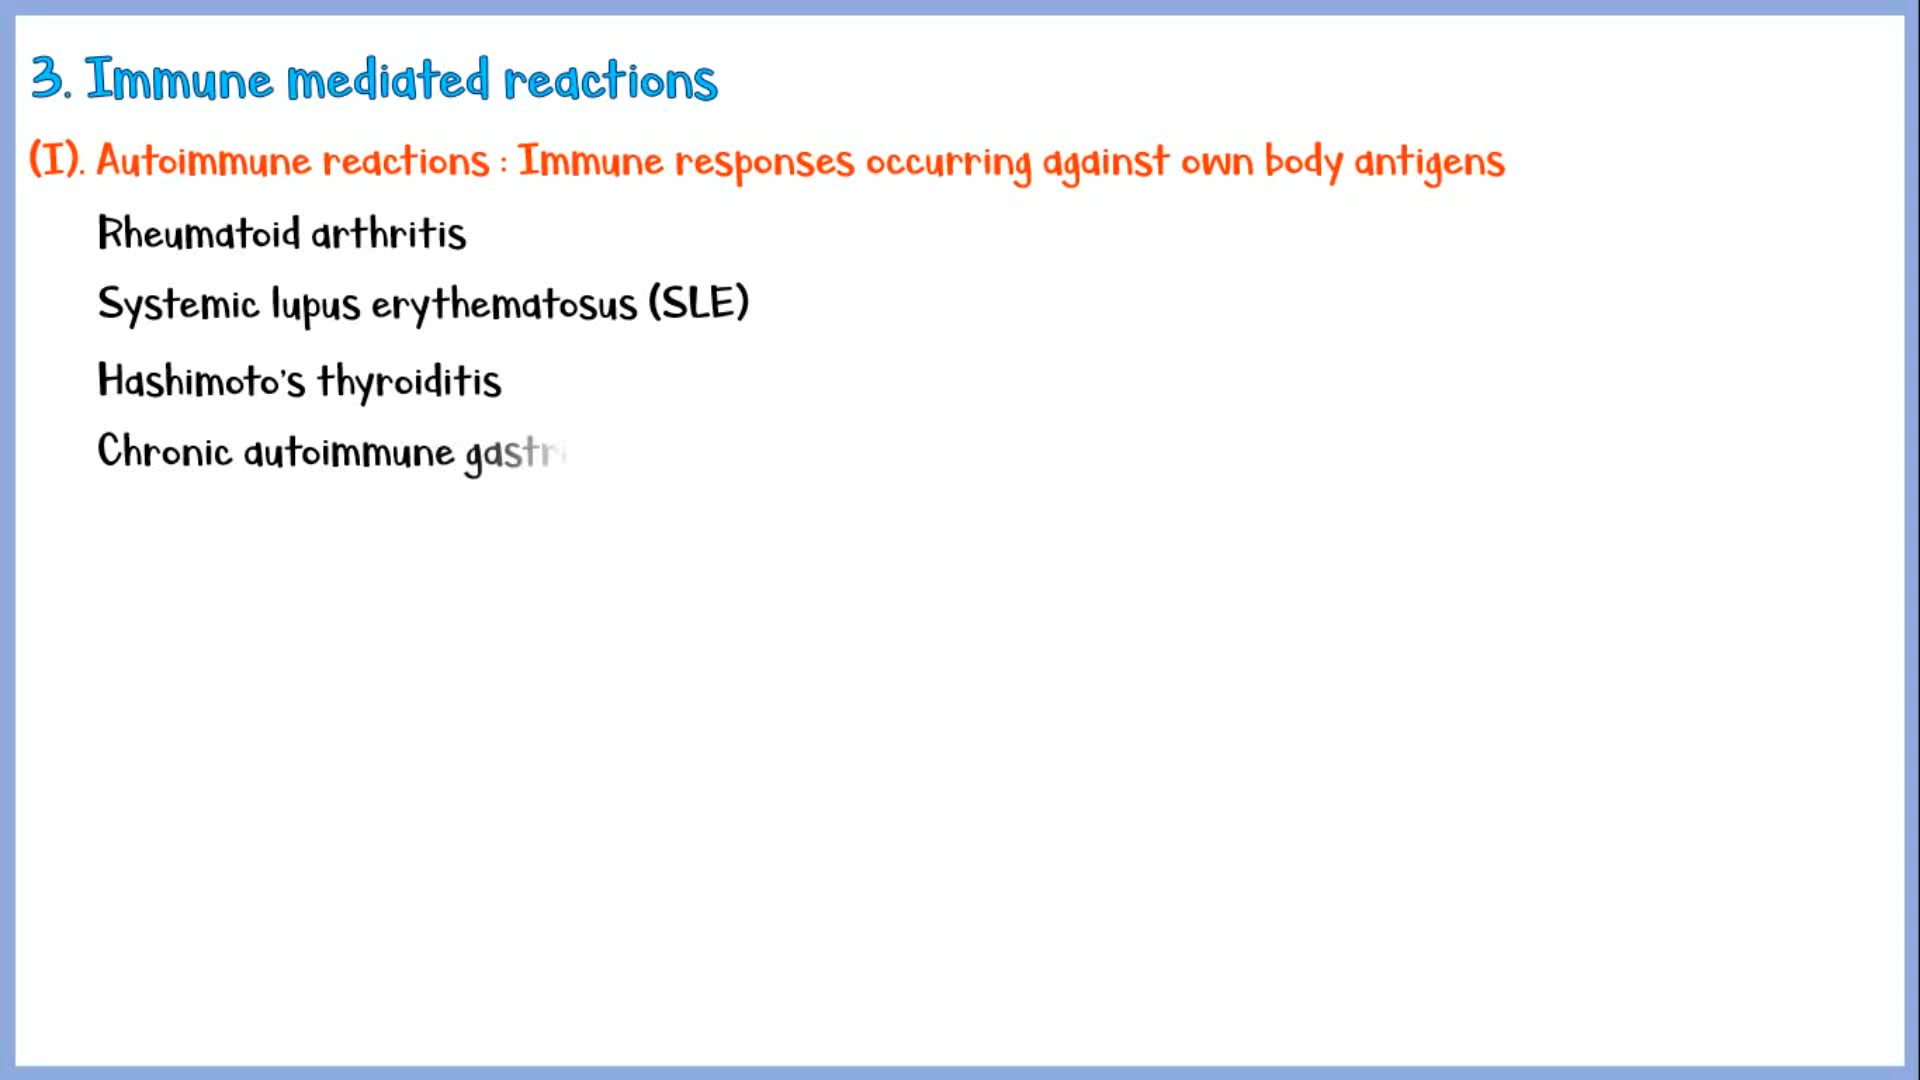 3. Immune mediated reactions
(I). Autoimmune reactions : Immune responses occurring against own body antigens
Rheumatoid arthritis
Systemic lupus erythematosus (SLE)
Hashimoto's thyroiditis
Chronic autoimmune gastri